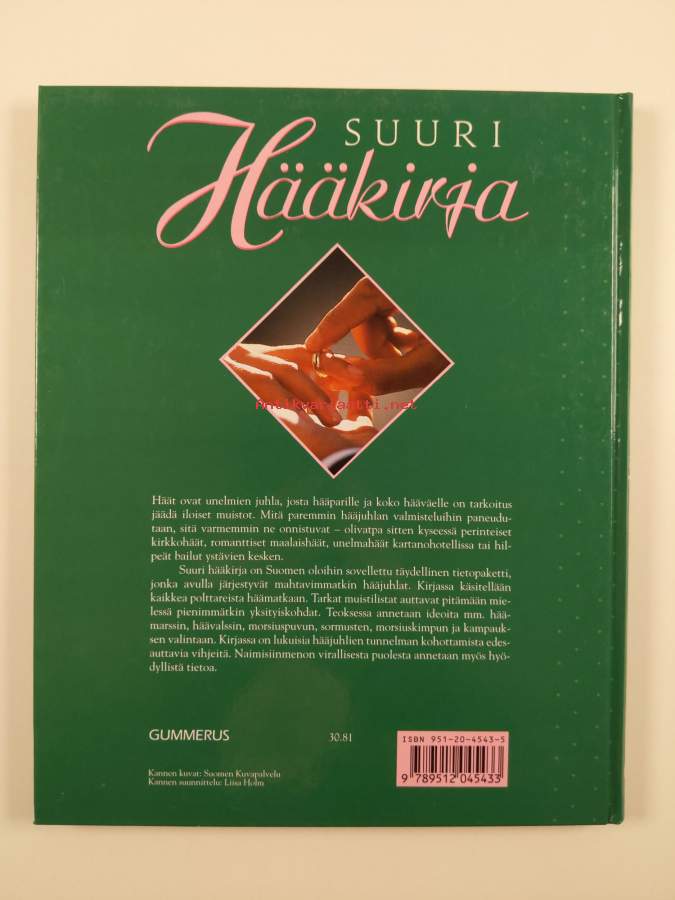 SUURI
Hääkirja
Antikvariaatti.net
Häät ovat unelmien juhla, josta hääparille ja koko hääväelle on tarkoitus
jäädä iloiset muistot. Mitä paremmin hääjuhlan valmisteluihin paneudu-
taan, sitä varmemmin ne onnistuvat – olivatpa sitten kyseessä perinteiset
kirkkohäät, romanttiset maalaishäät, unelmahäät kartanohotellissa tai hil-
peät bailut ystävien kesken.
Suuri hääkirja on Suomen oloihin sovellettu täydellinen tietopaketti,
jonka avulla järjestyvät mahtavimmatkin hääjuhlat. Kirjassa käsitellään
kaikkea polttareista häämatkaan. Tarkat muistilistat auttavat pitämään mie-
lessä pienimmätkin yksityiskohdat. Teoksessa annetaan ideoita mm. hää-
marssin, häävalssin, morsiuspuvun, sormusten, morsiuskimpun ja kampauk-
sen valintaan. Kirjassa on lukuisia hääjuhlien tunnelman kohottamista edes-
auttavia vihjeitä. Naimisiinmenon virallisesta puolesta annetaan myös hyö-
dyllistä tietoa.
GUMMERUS
30.81
ISBN 951-20-4543-5
9 789512 045433
Kannen kuvat: Suomen Kuvapalvelu
Kannen suunnittelu: Liisa Holm